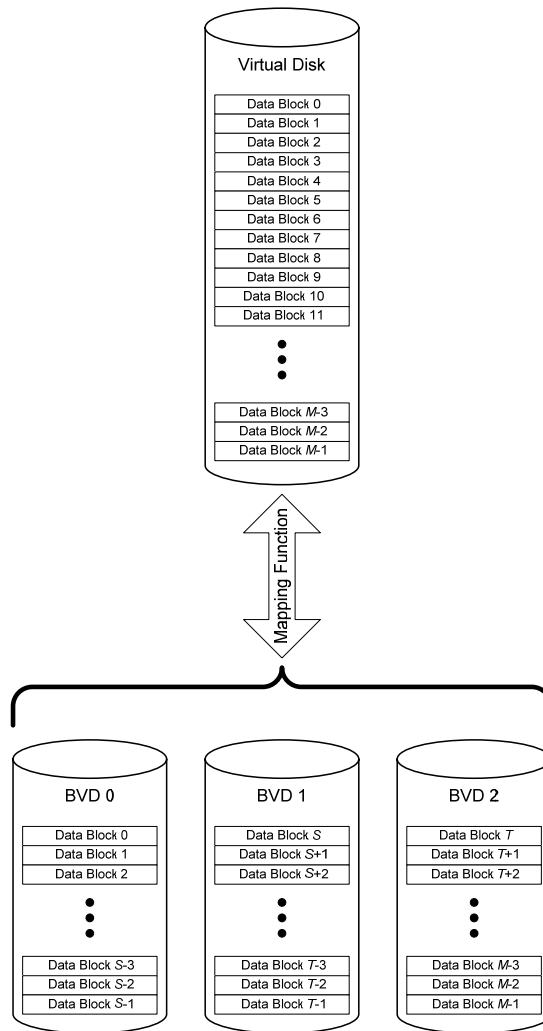 Virtual Disk
Data Block 0
Data Block 1
Data Block 2
Data Block 3
Data Block 4
Data Block 5
Data Block 6
Data Block 7
Data Block 8
Data Block 9
Data Block 10
Data Block 11
Data Block M-3
Data Block M-2
Data Block M-1
Mapping Function
BVD 0
Data Block 0
Data Block 1
Data Block 2
Data Block S-3
Data Block S-2
Data Block S-1
BVD 1
Data Block S
Data Block S+1
Data Block S+2
Data Block T-3
Data Block T-2
Data Block T-1
BVD 2
Data Block T
Data Block T+1
Data Block T+2
Data Block M-3
Data Block M-2
Data Block M-1